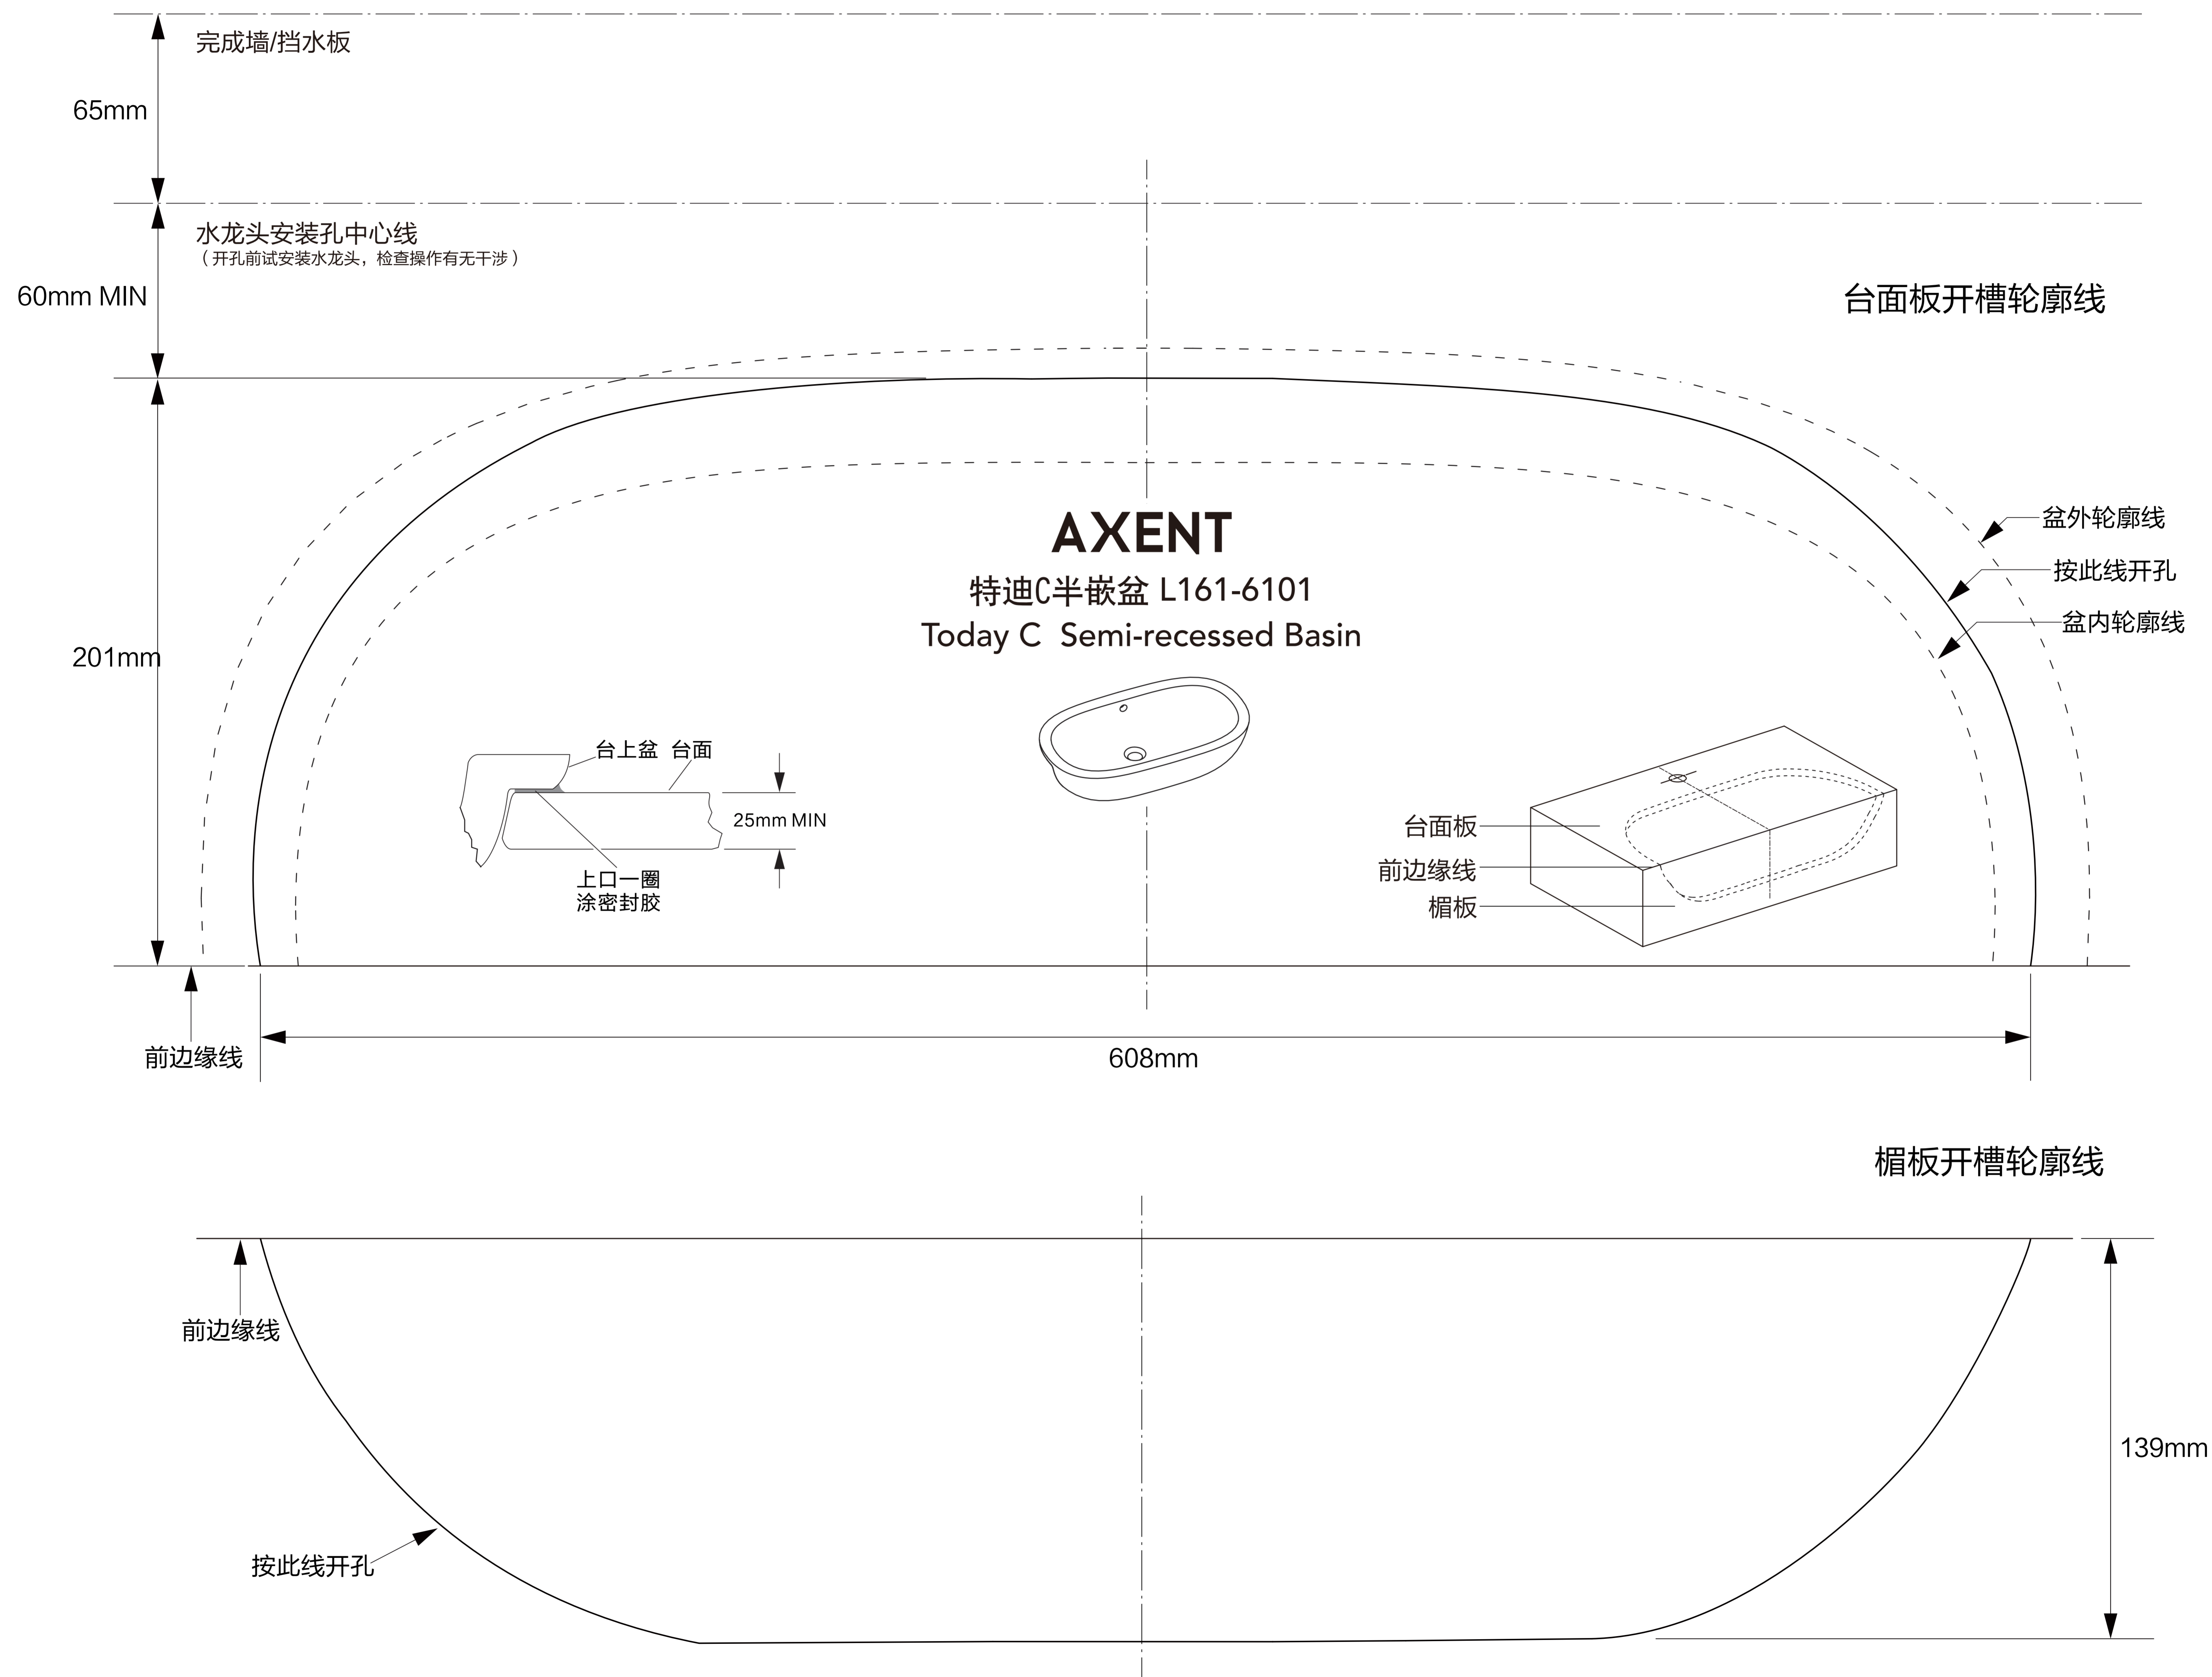 完成墙/挡水板
65mm
水龙头安装孔中心线
（开孔前试安装水龙头，检查操作有无干涉）
60mm MIN
台面板开槽轮廓线
盆外轮廓线
按此线开孔
盆内轮廓线
AXENT
特迪C半嵌盆 L161-6101
Today C Semi-recessed Basin
201mm
台上盆 台面
25mm MIN
上口一圈
涂密封胶
台面板
前边缘线
楣板
前边缘线
608mm
楣板开槽轮廓线
前边缘线
139mm
按此线开孔